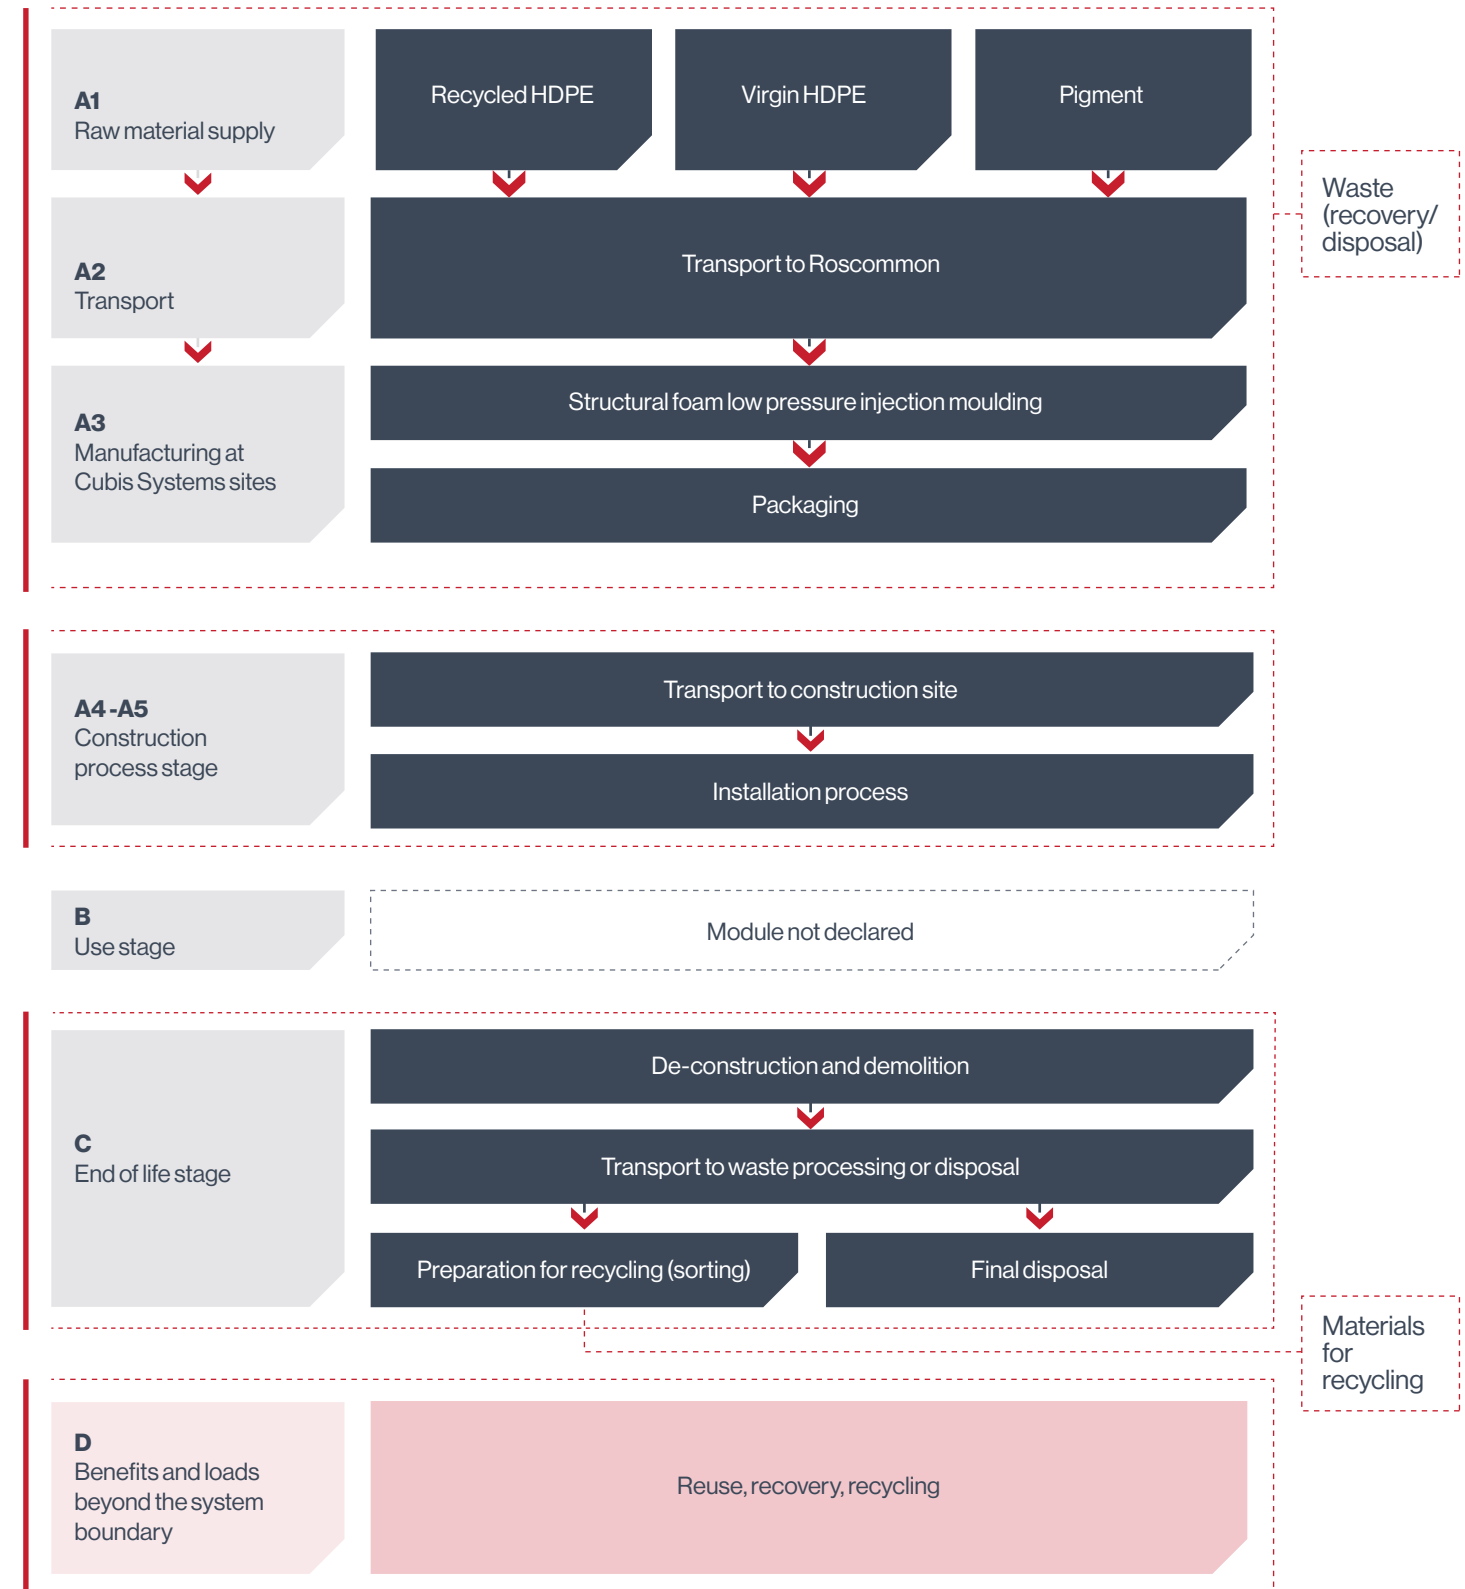 A1
Raw material supply
Recycled HDPE
Virgin HDPE
Pigment
Waste
(recovery/
disposal)
A2
Transport
Transport to Roscommon
A3
Manufacturing at
Cubis Systems sites
Structural foam low pressure injection moulding
Packaging
A4 - A5
Construction
process stage
Transport to construction site
Installation process
B
Use stage
Module not declared
C
End of life stage
De-construction and demolition
Transport to waste processing or disposal
Preparation for recycling (sorting)
Final disposal
Materials
for
recycling
D
Benefits and loads
beyond the system
boundary
Reuse, recovery, recycling